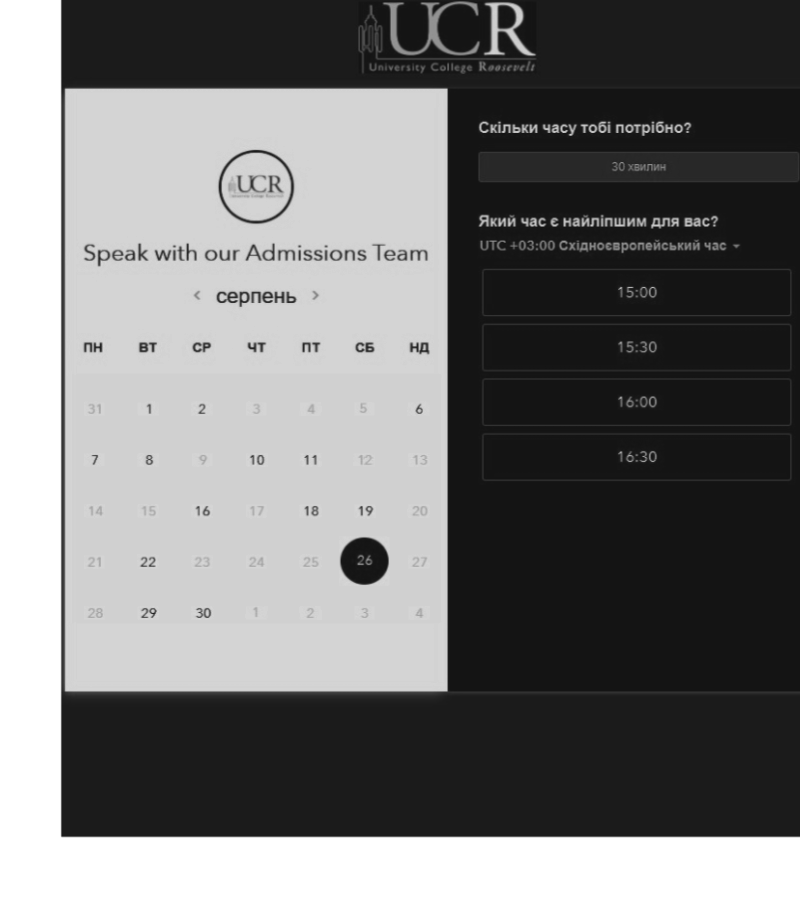 UCR
University College Roosevelt
UCR
Speak with our Admissions Team
< серпень >
ПН ВТ СР ЧТ ПТ СБ НД
31 1 2 3 4 5 6
7 8 9 10 11 12 13
14 15 16 17 18 19 20
21 22 23 24 25 26 27
28 29 30 1 2 3 4
Скільки часу тобі потрібно?
30 хвилин
Який час є найліпшим для вас?
UTC +03:00 Східноєвропейський час
15:00
15:30
16:00
16:30